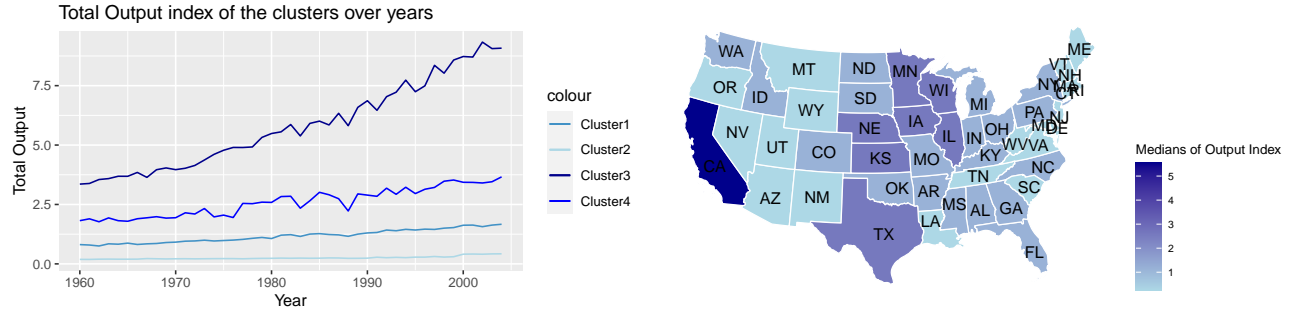 Total Output index of the clusters over years
Total Output
7.5
5.0
2.5
0.0
1960
1970
1980
1990
2000
Year
colour
Cluster1
Cluster2
Cluster3
Cluster4
WA
MT
ND
MN
ME
VT
NH
OR
ID
SD
WI
MI
NY
MA
CT
RI
WY
NE
IA
IL
IN
OH
PA
NJ
MD
DE
NV
UT
CO
KS
MO
KY
WV
VA
CA
AZ
NM
OK
AR
TN
NC
SC
TX
LA
MS
AL
GA
FL
Medians of Output Index
5
4
3
2
1